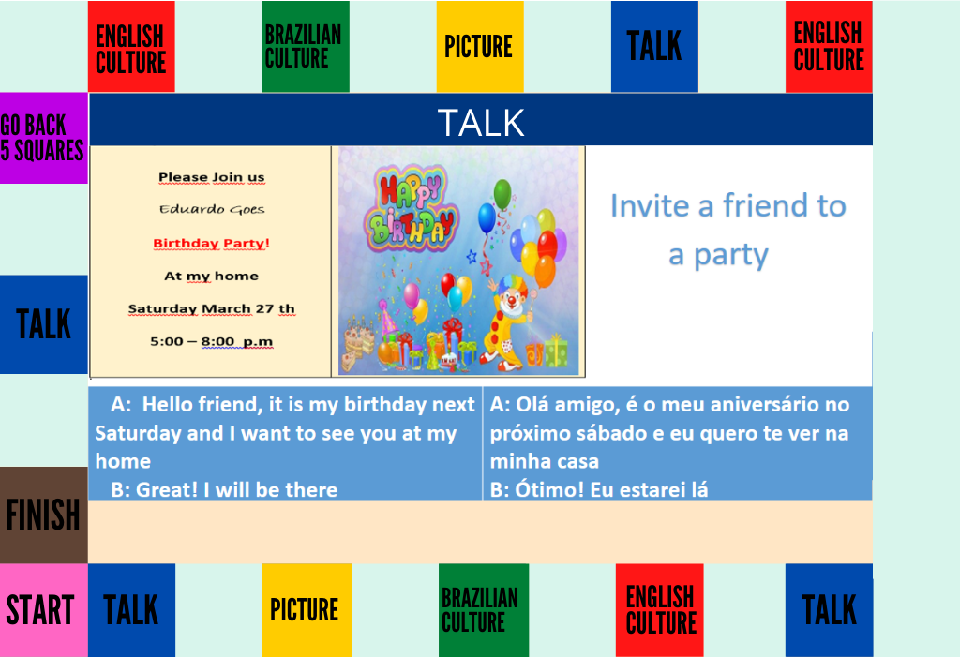 ENGLISH
CULTURE
BRAZILIAN
CULTURE
PICTURE
TALK
ENGLISH
CULTURE
GO BACK
5 SQUARES
TALK
Please Join us
Eduardo Goes
Birthday Party!
At my home
Saturday March 27 th
5:00 – 8:00 p.m
HAPPY
BIRTHDAY
Invite a friend to
a party
TALK
A: Hello friend, it is my birthday next
Saturday and I want to see you at my
home
B: Great! I will be there
A: Olá amigo, é o meu aniversário no
próximo sábado e eu quero te ver na
minha casa
B: Ótimo! Eu estarei lá
FINISH
START
TALK
PICTURE
BRAZILIAN
CULTURE
ENGLISH
CULTURE
TALK